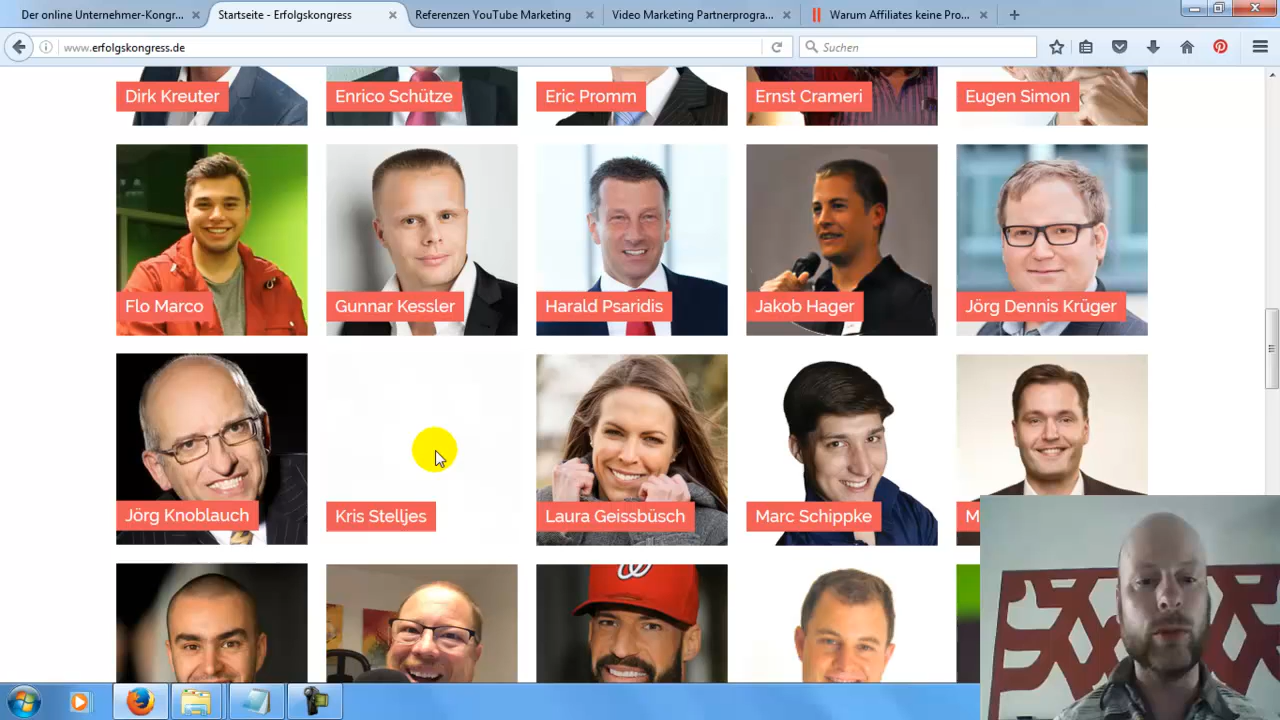 Der online Unternehmer-Kongr...
Startseite - Erfolgskongress
Referenzen YouTube Marketing
Video Marketing Partnerprogra...
Warum Affiliates keine Pro...
www.erfolgskongress.de
Suchen
Dirk Kreuter
Enrico Schütze
Eric Promm
Ernst Crameri
Eugen Simon
Flo Marco
Gunnar Kessler
Harald Psaridis
Jakob Hager
Jörg Dennis Krüger
Jörg Knoblauch
Kris Stelljes
Laura Geissbüsch
Marc Schippke
M